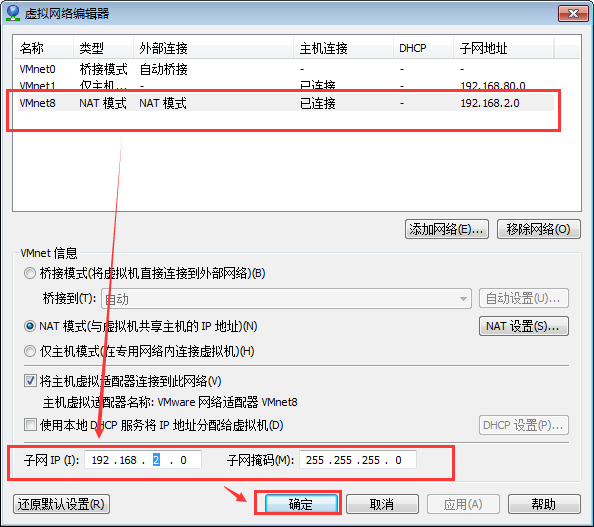 虚拟网络编辑器
名称 类型 外部连接 主机连接 DHCP 子网地址
VMnet0 桥接模式 自动桥接 - - -
VMnet1 仅主机... - 已连接 - 192.168.80.0
VMnet8 NAT 模式 NAT 模式 已连接 - 192.168.2.0
添加网络(E)... 移除网络(O)
VMnet 信息
桥接模式(将虚拟机直接连接到外部网络)(B)
桥接到(T): 自动 自动设置(U)...
NAT 模式(与虚拟机共享主机的 IP 地址)(N) NAT 设置(S)...
仅主机模式(在专用网络内连接虚拟机)(H)
将主机虚拟适配器连接到此网络(V)
主机虚拟适配器名称: VMware 网络适配器 VMnet8
使用本地 DHCP 服务将 IP 地址分配给虚拟机(D) DHCP 设置(P)...
子网 IP (I): 192 .168 . 2 . 0 子网掩码(M): 255 .255 .255 . 0
还原默认设置(R) 确定 取消 应用(A) 帮助